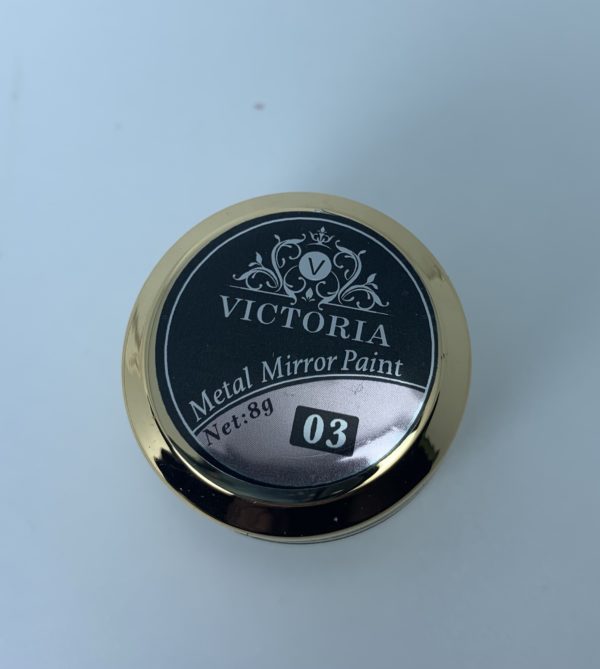 V
VICTORIA
Metal Mirror Paint
Net:8g
03